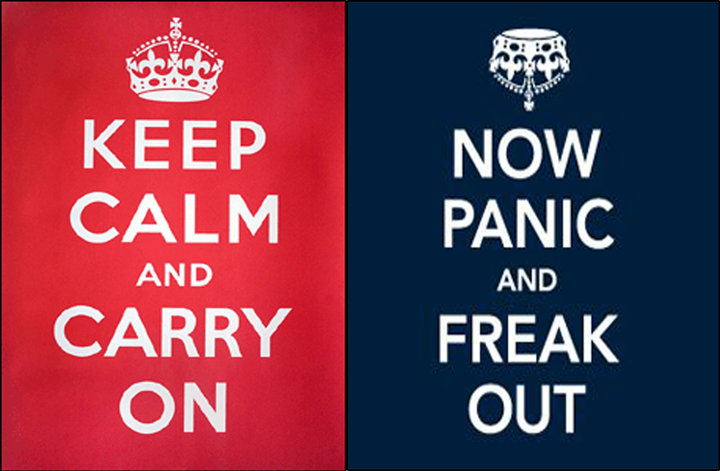 KEEP
CALM
AND
CARRY
ON
NOW
PANIC
AND
FREAK
OUT